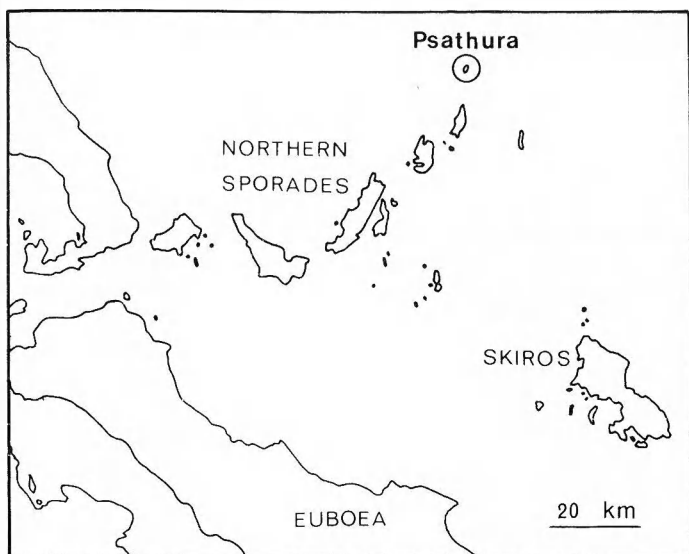 Psathura
NORTHERN
SPORADES
SKIROS
EUBOEA
20 km